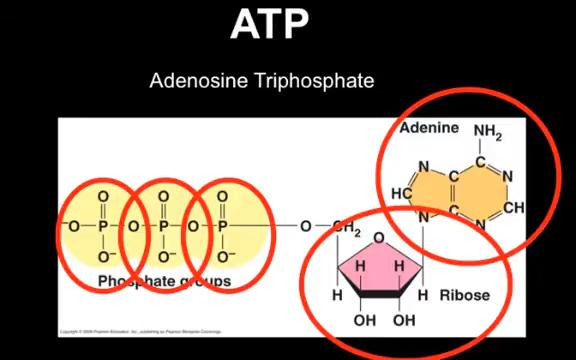 ATP
Adenosine Triphosphate
Adenine NH2
N C N
HC C CH
N C N
O O O
-O P O P O P O CH2 O
O- O- O-
Phosphate groups
H H
H H Ribose
OH OH